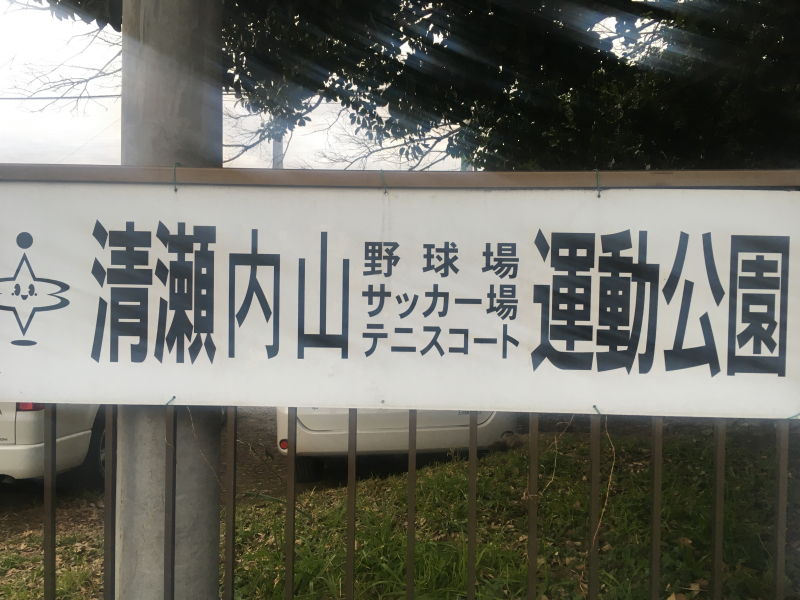 清瀬内山
野球場
サッカー場
テニスコート
運動公園